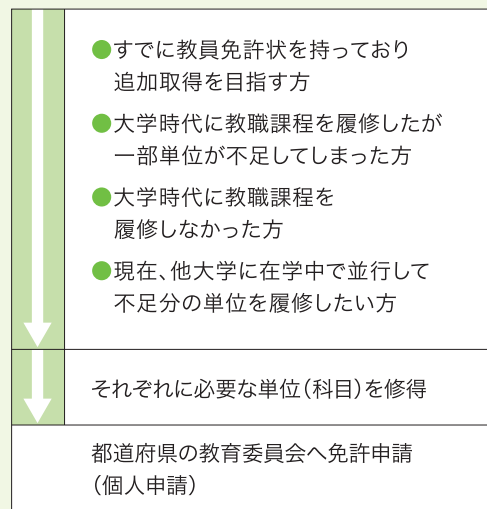 ●すでに教員免許状を持っており
追加取得を目指す方
●大学時代に教職課程を履修したが
一部単位が不足してしまった方
●大学時代に教職課程を
履修しなかった方
●現在、他大学に在学中で並行して
不足分の単位を履修したい方
それぞれに必要な単位（科目）を修得
都道府県の教育委員会へ免許申請
（個人申請）